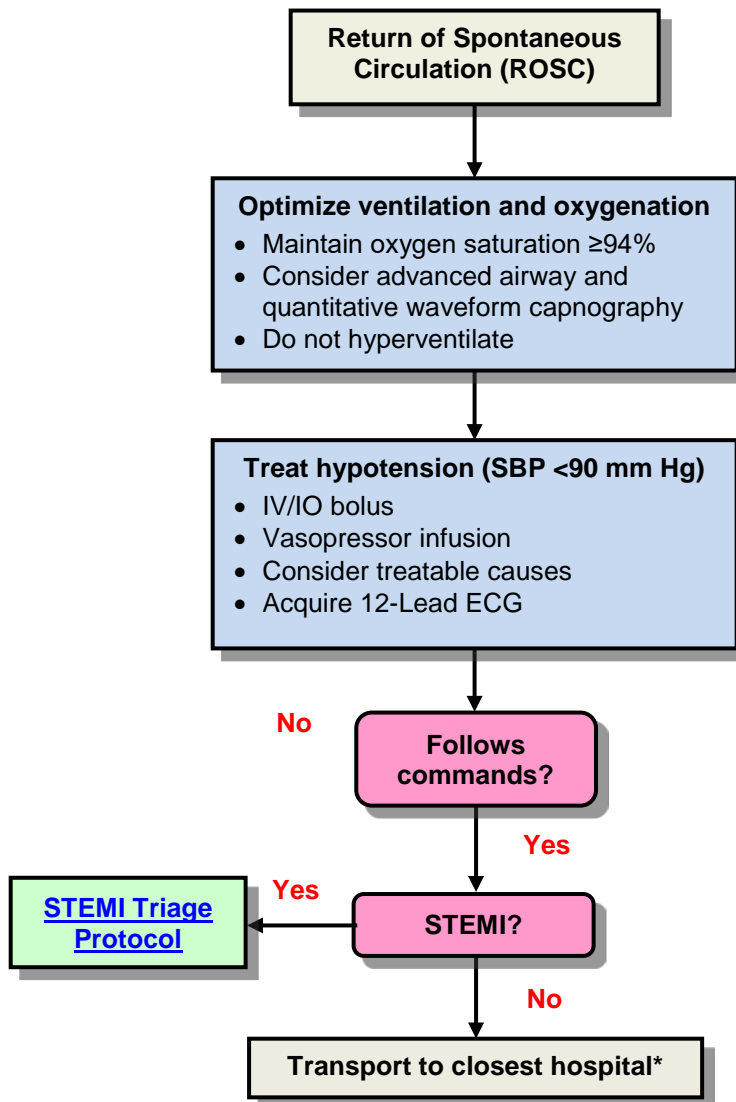 Return of Spontaneous
Circulation (ROSC)
Optimize ventilation and oxygenation
• Maintain oxygen saturation ≥94%
• Consider advanced airway and
quantitative waveform capnography
• Do not hyperventilate
Treat hypotension (SBP <90 mm Hg)
• IV/IO bolus
• Vasopressor infusion
• Consider treatable causes
• Acquire 12-Lead ECG
No
Follows
commands?
Yes
STEMI Triage
Protocol
Yes
STEMI?
No
Transport to closest hospital*